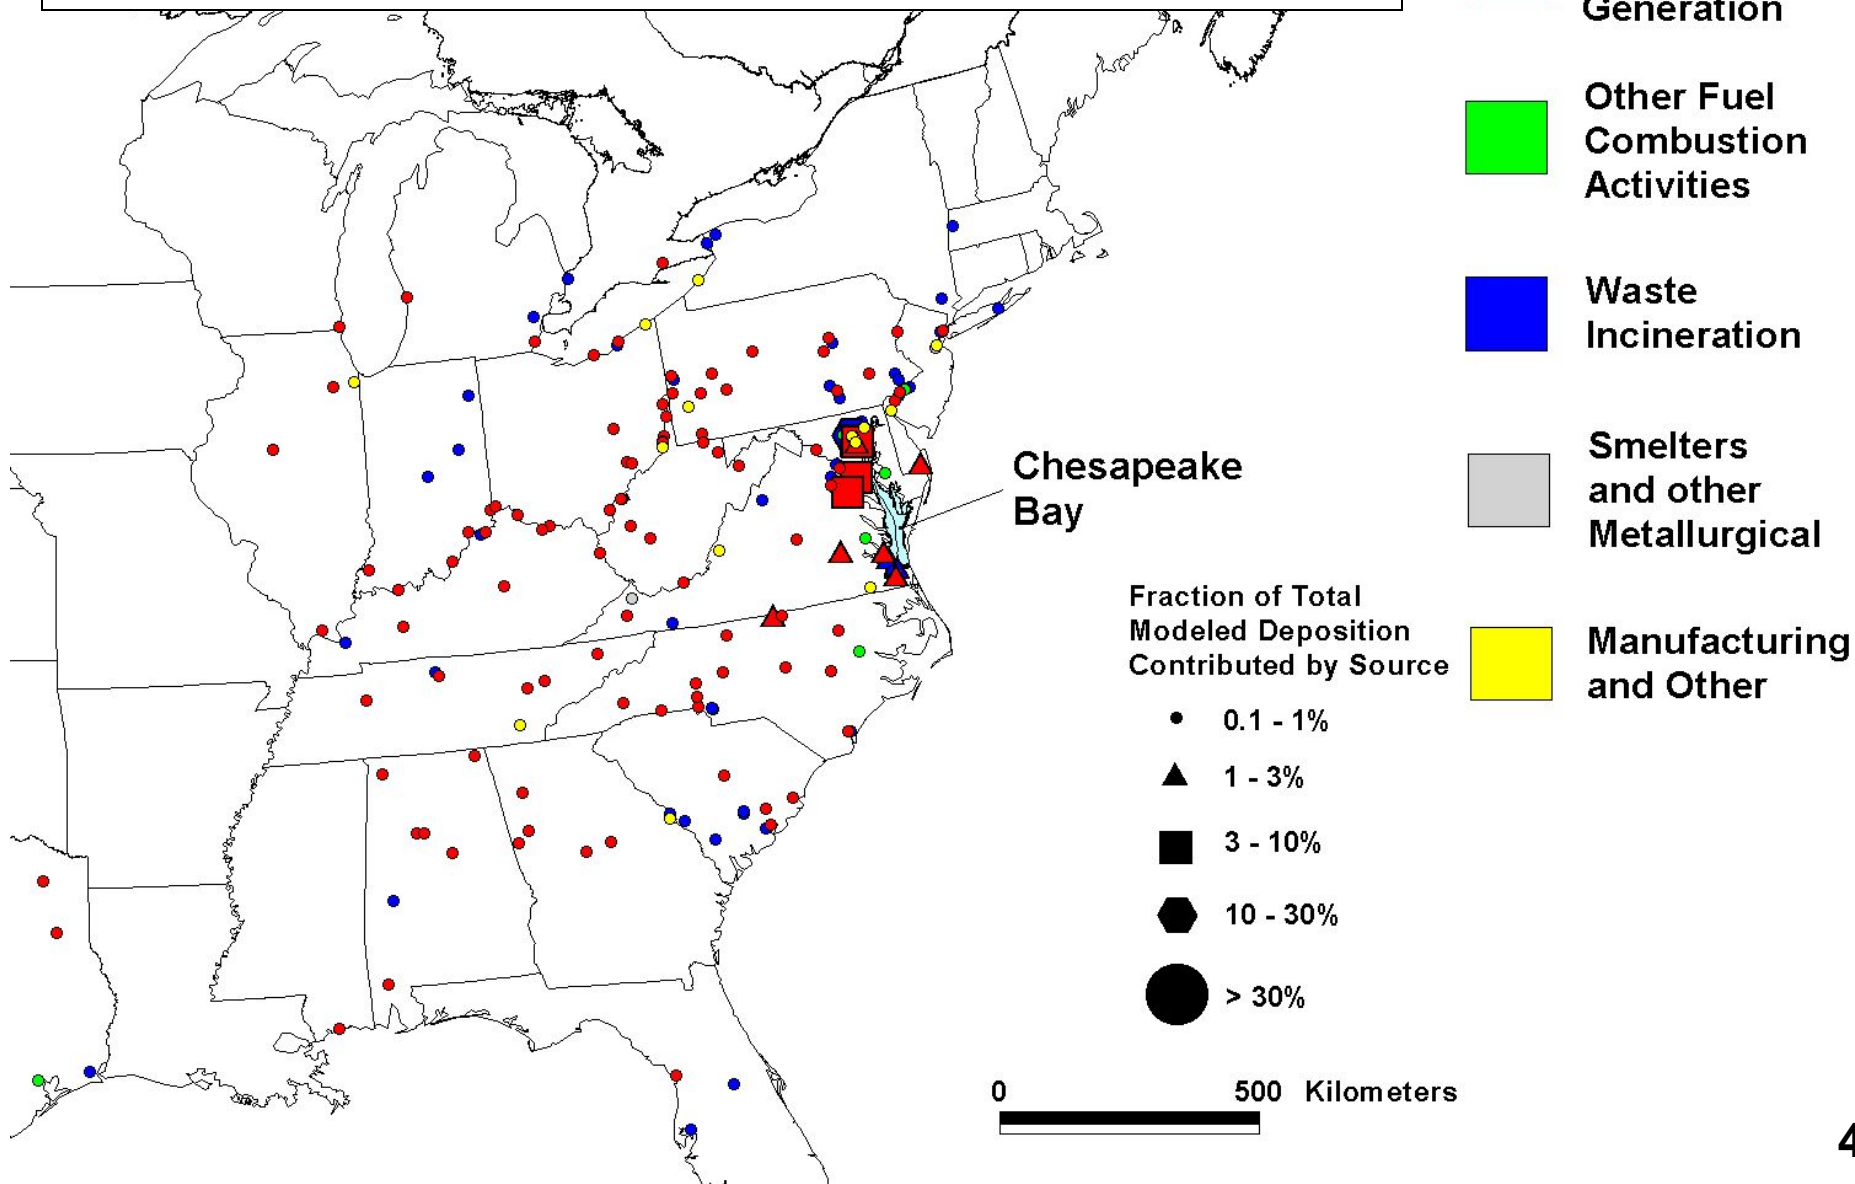 Generation
Other Fuel
Combustion
Activities
Waste
Incineration
Smelters
and other
Metallurgical
Manufacturing
and Other
Chesapeake
Bay
Fraction of Total
Modeled Deposition
Contributed by Source
0.1 - 1%
1 - 3%
3 - 10%
10 - 30%
> 30%
0 500 Kilometers
4